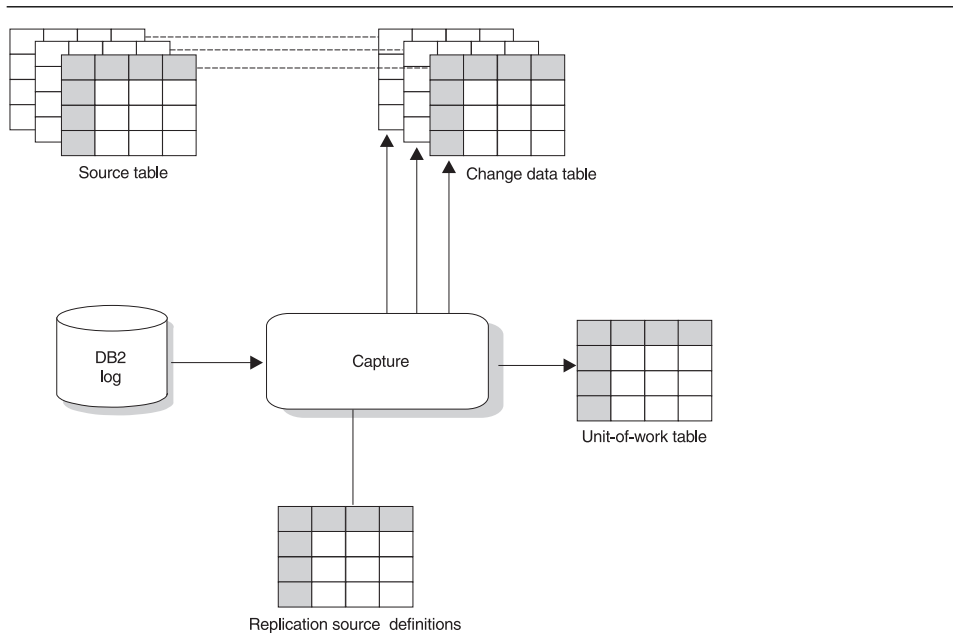 Source table
Change data table
DB2
log
Capture
Unit-of-work table
Replication source definitions